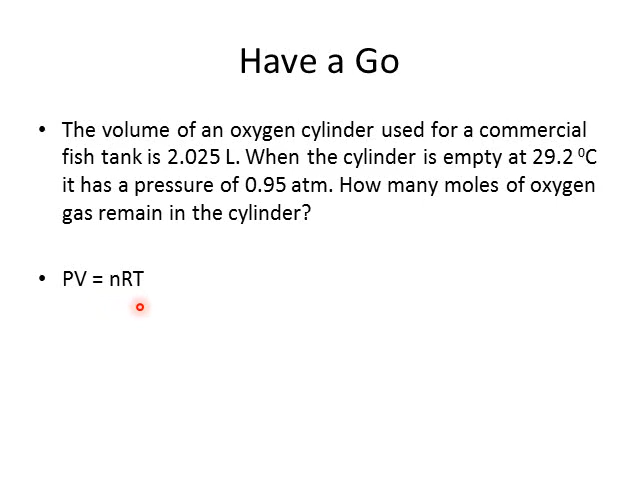 Have a Go
• The volume of an oxygen cylinder used for a commercial
fish tank is 2.025 L. When the cylinder is empty at 29.2 ⁰C
it has a pressure of 0.95 atm. How many moles of oxygen
gas remain in the cylinder?
• PV = nRT